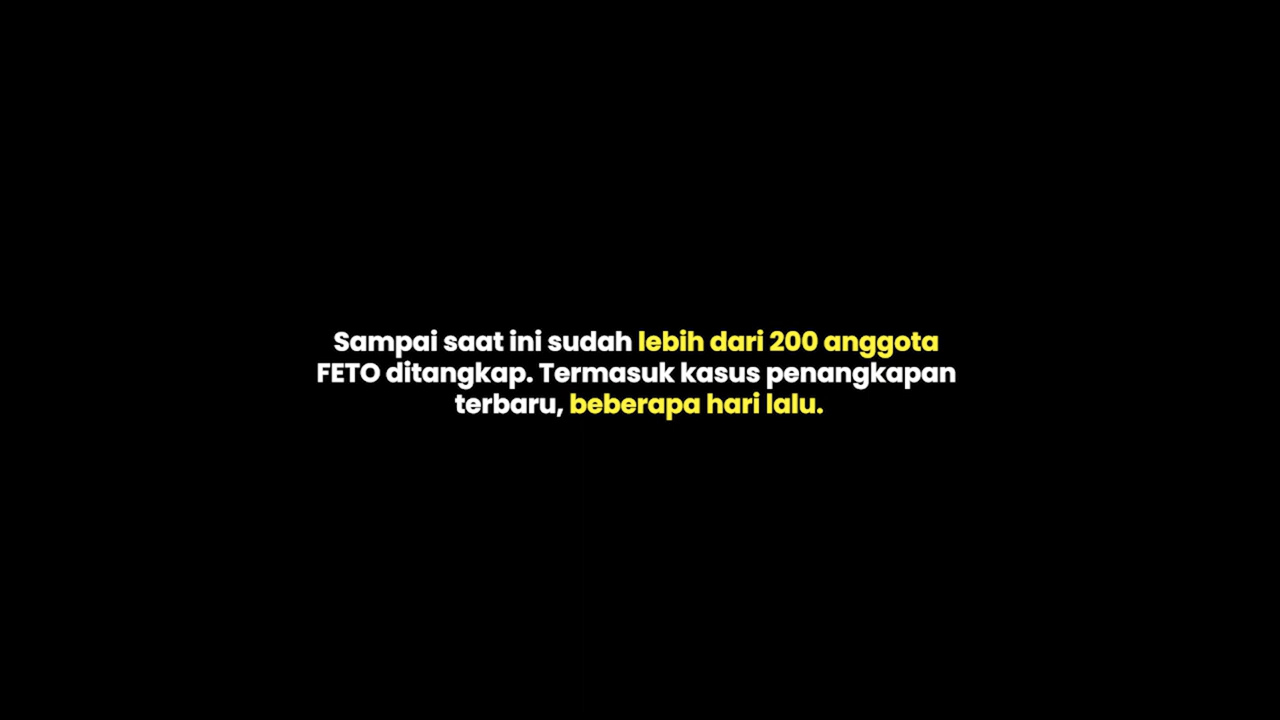 Sampai saat ini sudah lebih dari 200 anggota
FETO ditangkap. Termasuk kasus penangkapan
terbaru, beberapa hari lalu.